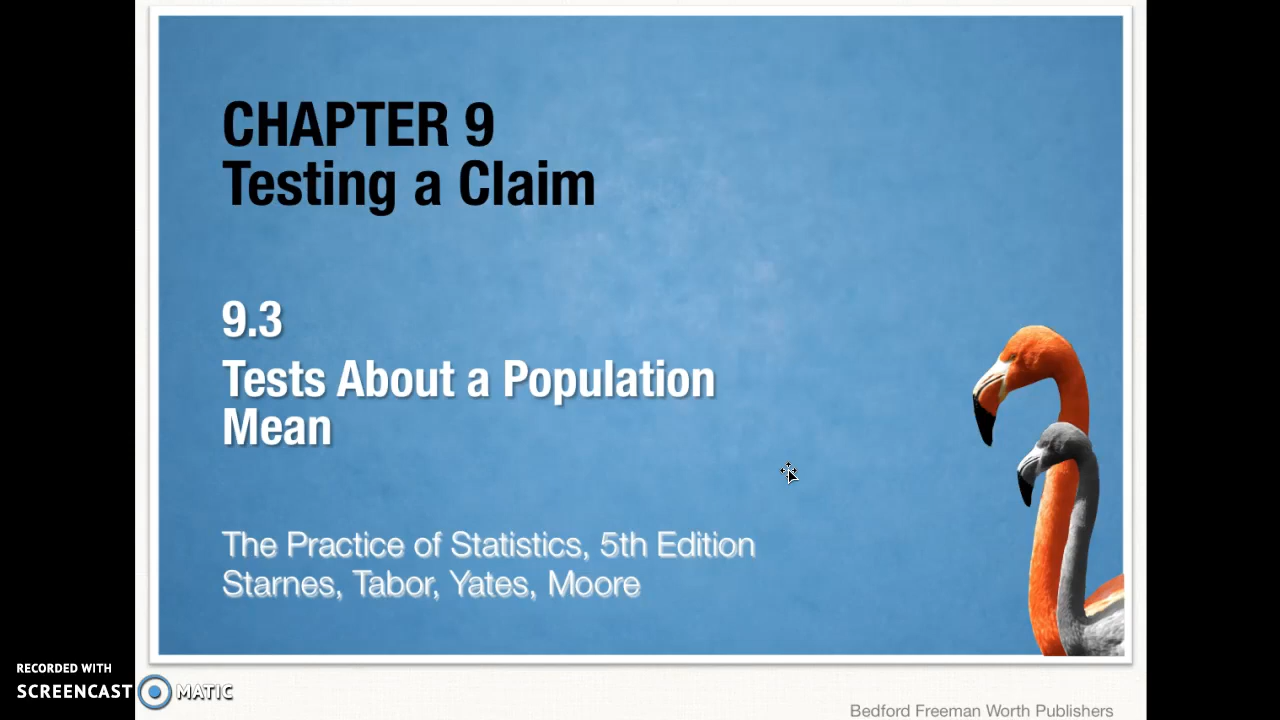 CHAPTER 9
Testing a Claim
9.3
Tests About a Population
Mean
The Practice of Statistics, 5th Edition
Starnes, Tabor, Yates, Moore
RECORDED WITH
SCREENCAST MATIC
Bedford Freeman Worth Publishers